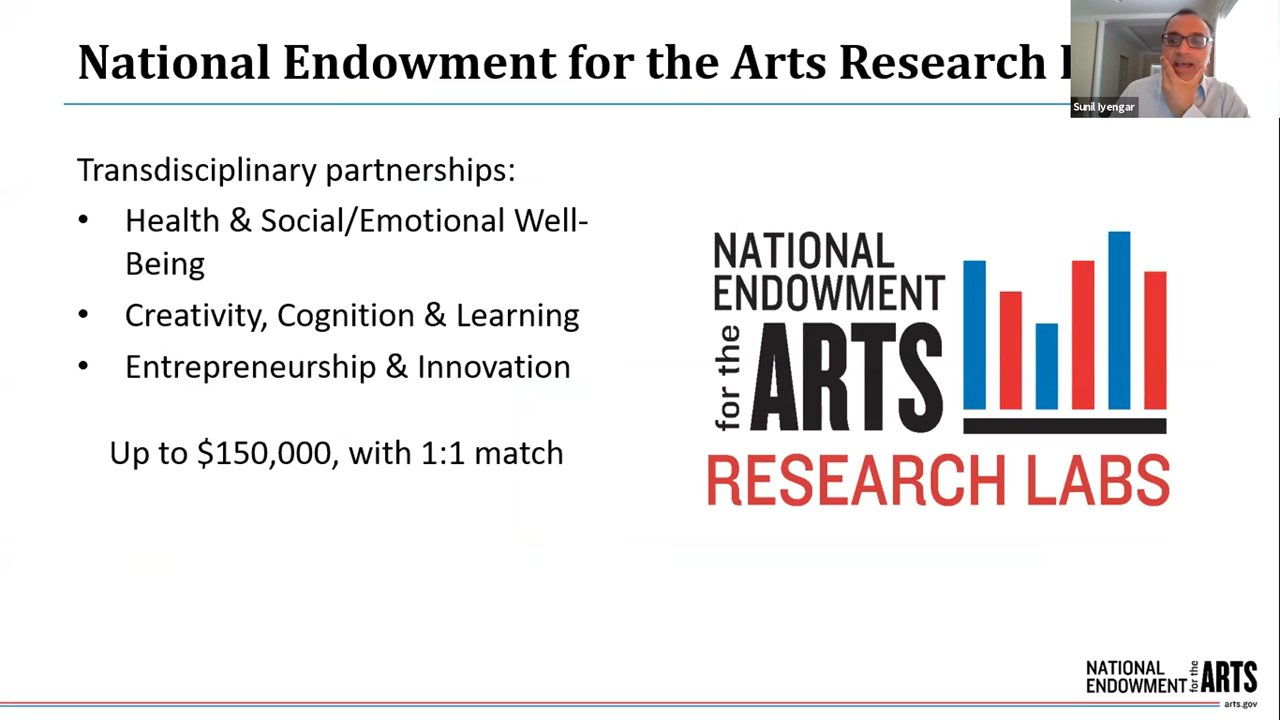 National Endowment for the Arts Research
Sunil Iyengar
Transdisciplinary partnerships:
• Health & Social/Emotional Well-
Being
• Creativity, Cognition & Learning
• Entrepreneurship & Innovation
Up to $150,000, with 1:1 match
NATIONAL
ENDOWMENT
for the
ARTS
RESEARCH LABS
NATIONAL
ENDOWMENT
for the
ARTS
arts.gov